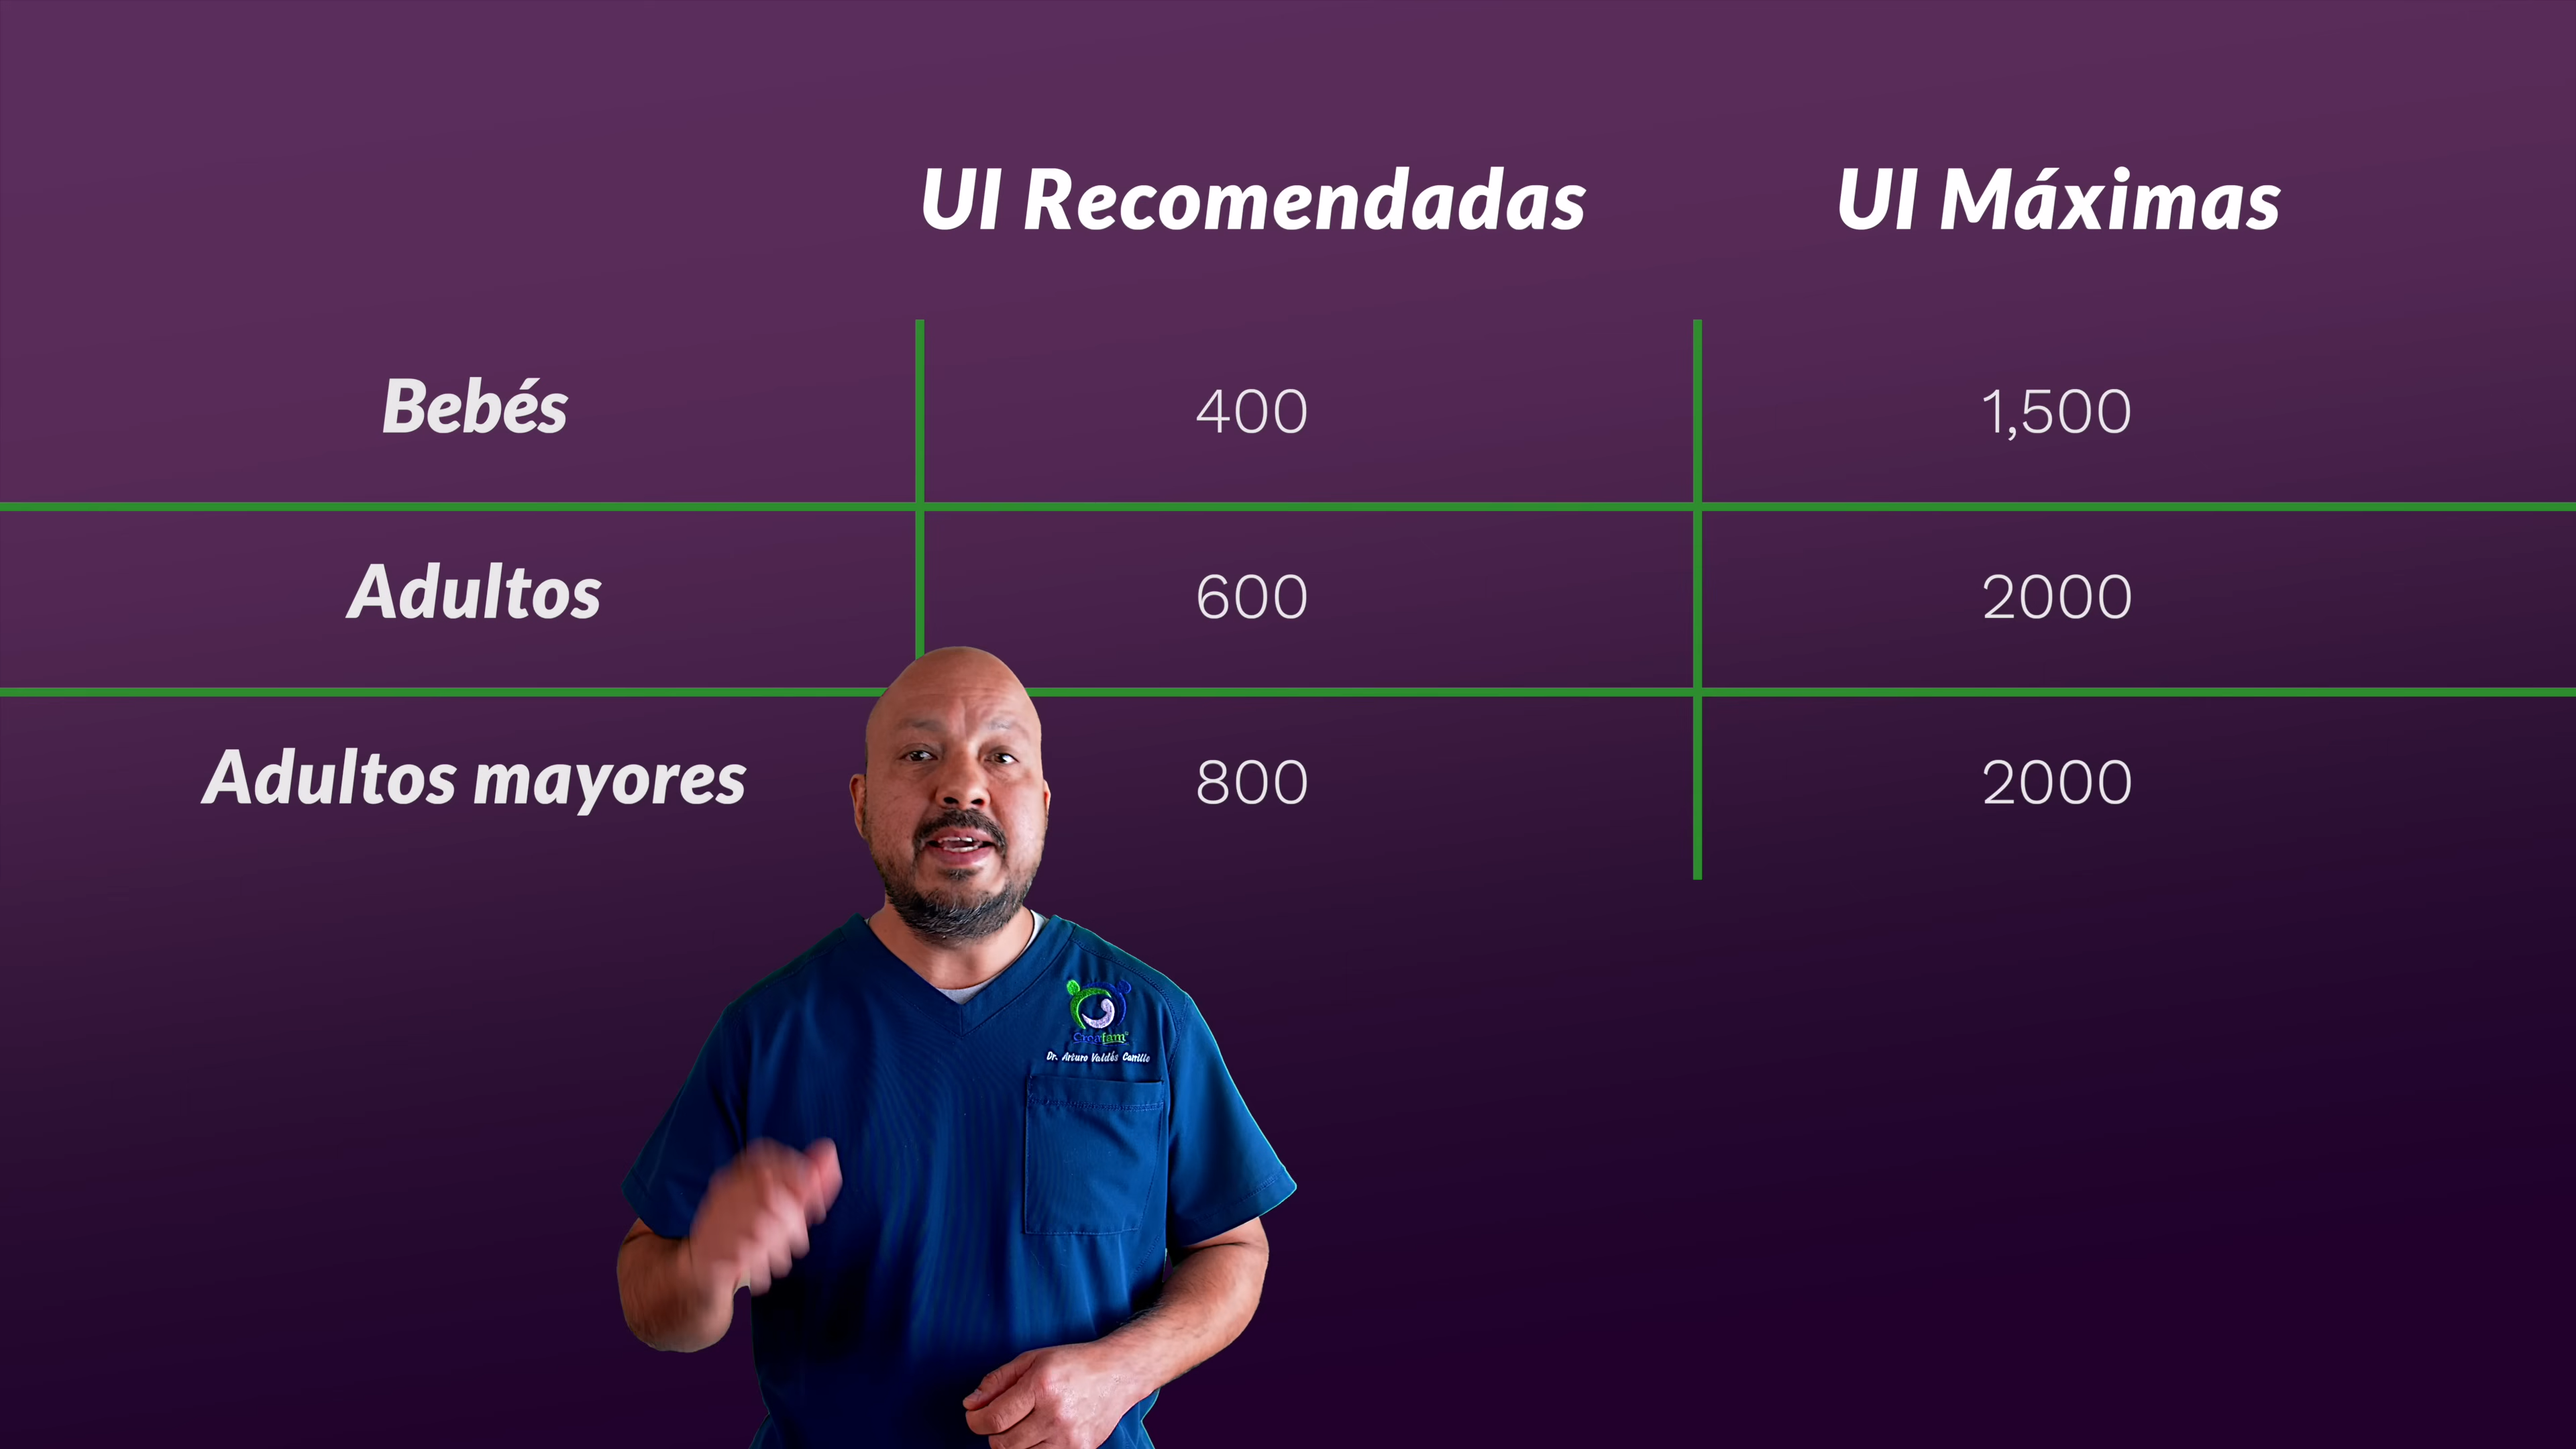 UI Recomendadas UI Máximas
Bebés 400 1,500
Adultos 600 2000
Adultos mayores 800 2000
Creafam
Dr. Arturo Valdés Carrillo